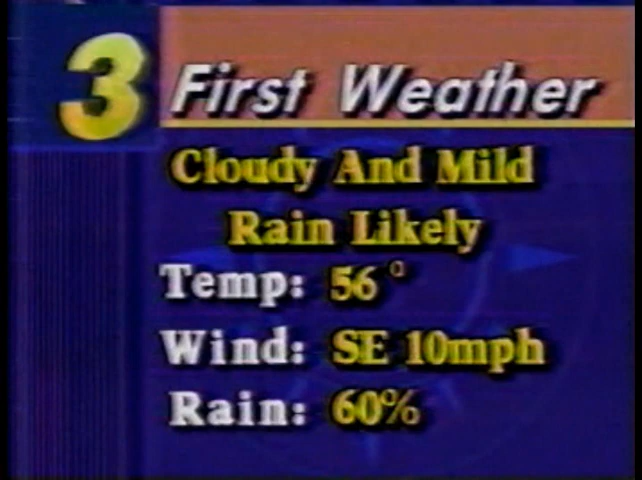 3 First Weather
Cloudy And Mild
Rain Likely
Temp: 56°
Wind: SE 10mph
Rain: 60%